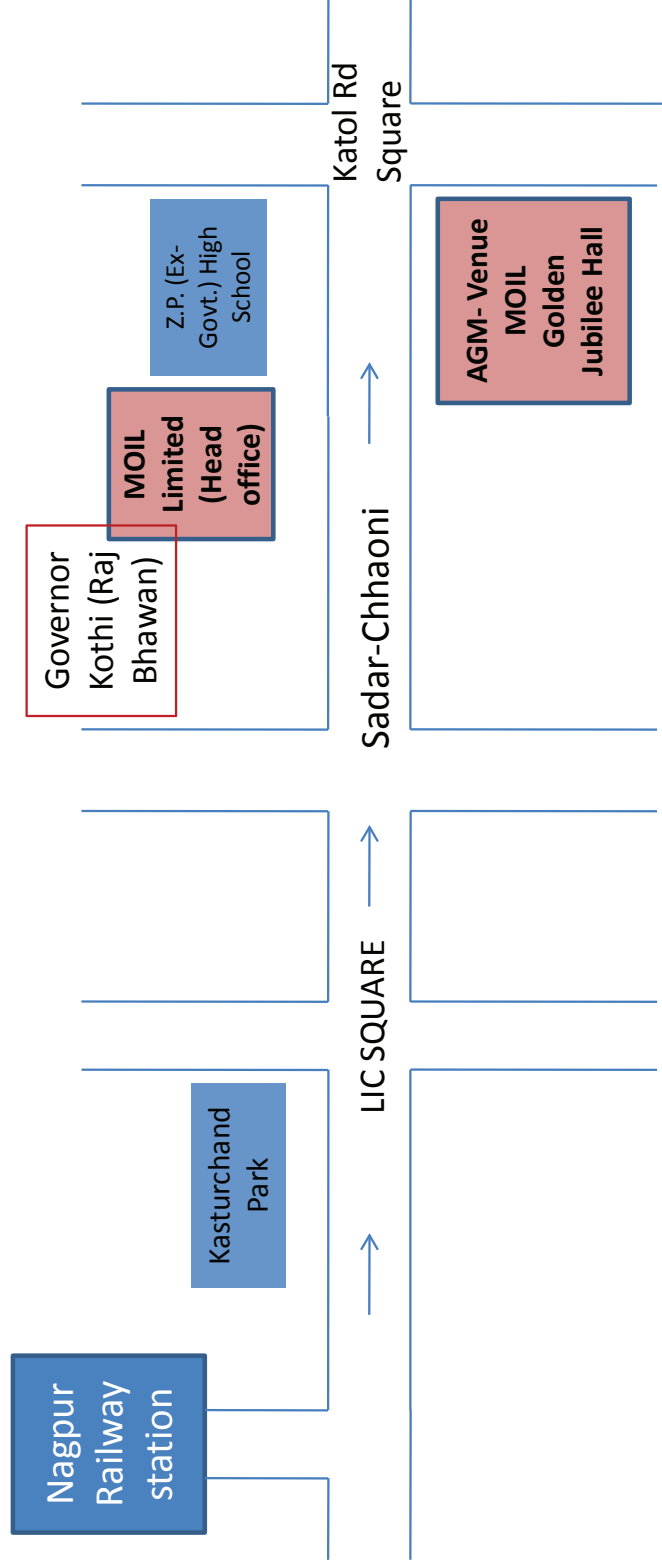 Nagpur
Railway
station
Kasturchand
Park
LIC SQUARE
Governor
Kothi (Raj
Bhawan)
MOIL
Limited
(Head
office)
Z.P. (Ex-
Govt.) High
School
Sadar-Chhaoni
Katol Rd
Square
AGM- Venue
MOIL
Golden
Jubilee Hall